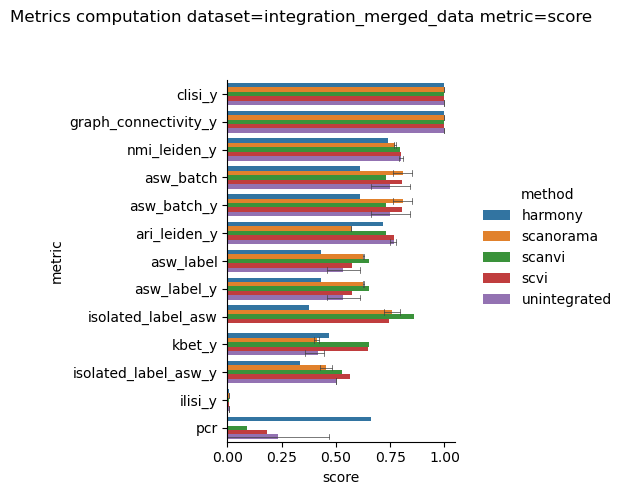 Metrics computation dataset=integration_merged_data metric=score
clisi_y
graph_connectivity_y
nmi_leiden_y
asw_batch
asw_batch_y
ari_leiden_y
asw_label
asw_label_y
isolated_label_asw
kbet_y
isolated_label_asw_y
ilisi_y
pcr
metric
0.00 0.25 0.50 0.75 1.00
score
method
harmony
scanorama
scanvi
scvi
unintegrated